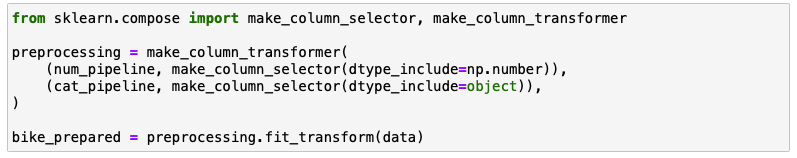 from sklearn.compose import make_column_selector, make_column_transformer
preprocessing = make_column_transformer(
    (num_pipeline, make_column_selector(dtype_include=np.number)),
    (cat_pipeline, make_column_selector(dtype_include=object)),
)
bike_prepared = preprocessing.fit_transform(data)